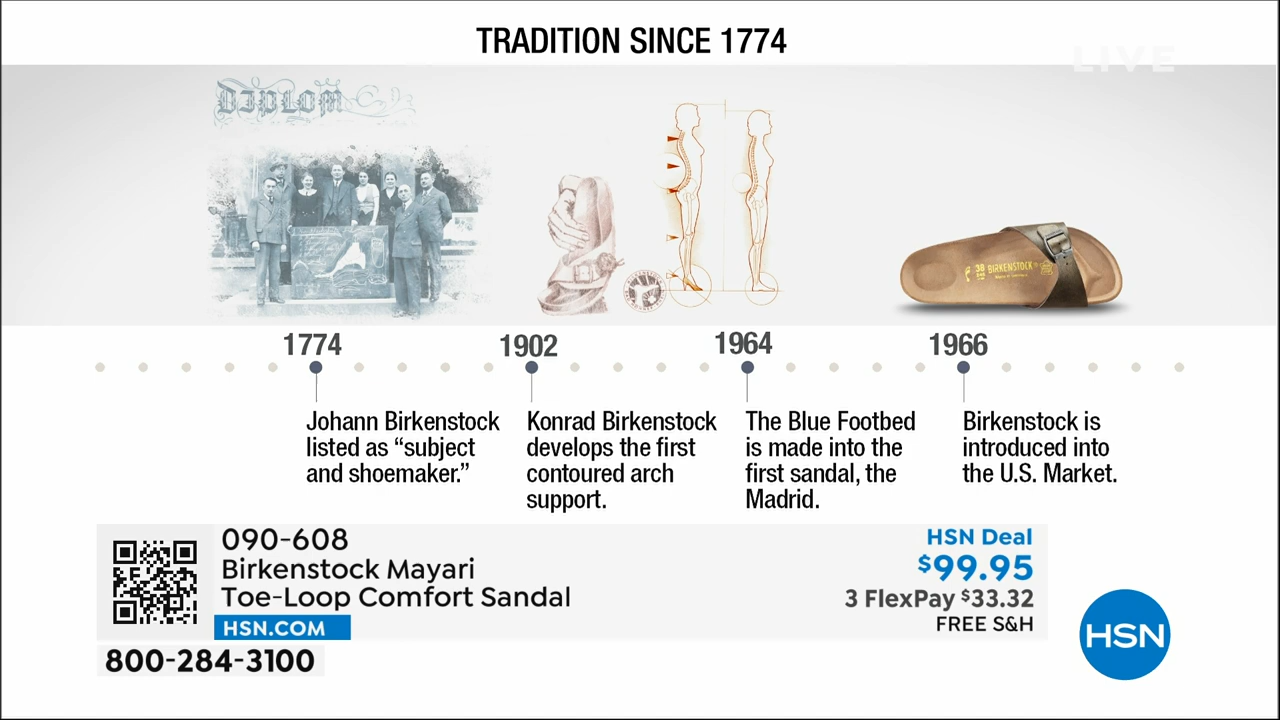 TRADITION SINCE 1774
LIVE
Diplom
38
BIRKENSTOCK
1774
1902
1964
1966
Johann Birkenstock
listed as “subject
and shoemaker.”
Konrad Birkenstock
develops the first
contoured arch
support.
The Blue Footbed
is made into the
first sandal, the
Madrid.
Birkenstock is
introduced into
the U.S. Market.
090-608
Birkenstock Mayari
Toe-Loop Comfort Sandal
HSN.COM
800-284-3100
HSN Deal
$99.95
3 FlexPay $33.32
FREE S&H
HSN